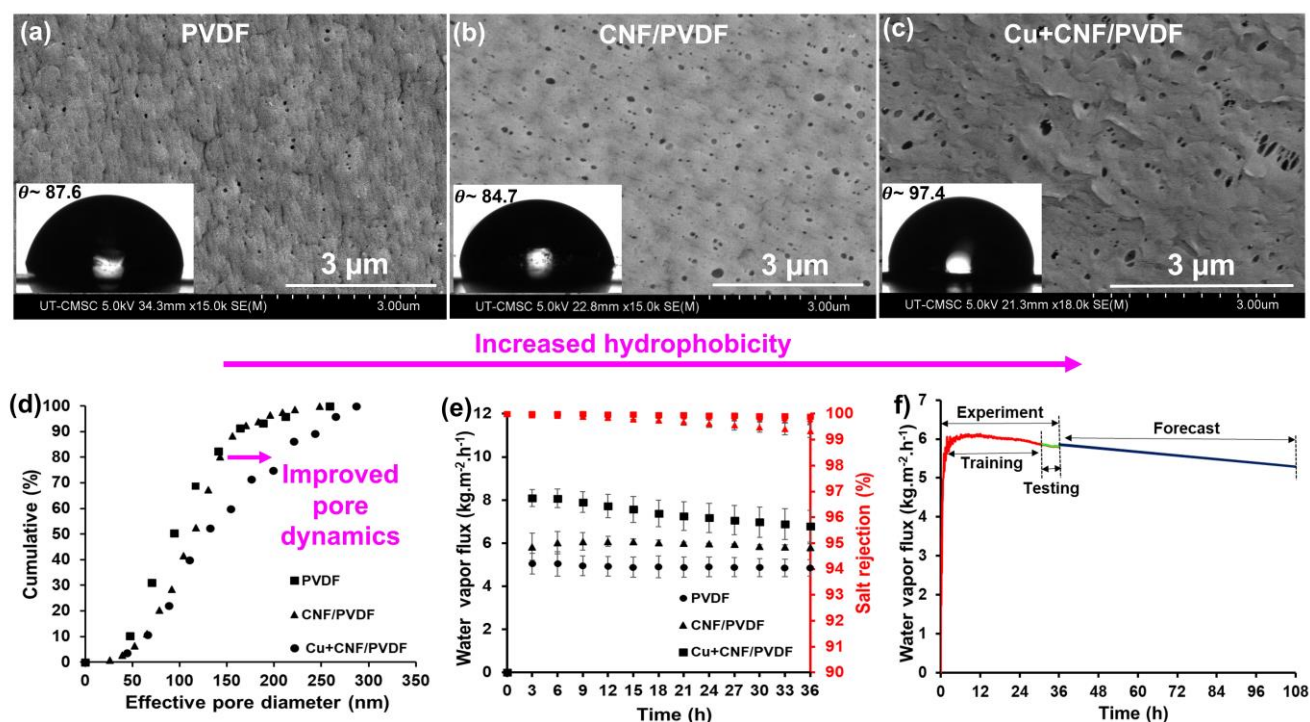 (a) PVDF
θ~ 87.6
3 µm
UT-CMSC 5.0kV 34.3mm x15.0k SE(M) 3.00um
(b) CNF/PVDF
θ~ 84.7
3 µm
UT-CMSC 5.0kV 22.8mm x15.0k SE(M) 3.00um
(c) Cu+CNF/PVDF
θ~ 97.4
3 µm
UT-CMSC 5.0kV 21.3mm x18.0k SE(M) 3.00um
Increased hydrophobicity
(d)
Cumulative (%)
100
90
80
70
60
50
40
30
20
10
0
Improved
pore
dynamics
PVDF
CNF/PVDF
Cu+CNF/PVDF
0 50 100 150 200 250 300 350
Effective pore diameter (nm)
(e)
Water vapor flux (kg.m-2.h-1)
12
10
8
6
4
2
0
PVDF
CNF/PVDF
Cu+CNF/PVDF
100
99
98
97
96
95
94
93
92
91
90
Salt rejection (%)
0 3 6 9 12 15 18 21 24 27 30 33 36
Time (h)
f)
Water vapor flux (kg.m-2.h-1)
7
6
5
4
3
2
1
0
Experiment
Forecast
Training
Testing
0 12 24 36 48 60 72 84 96 108
Time (h)